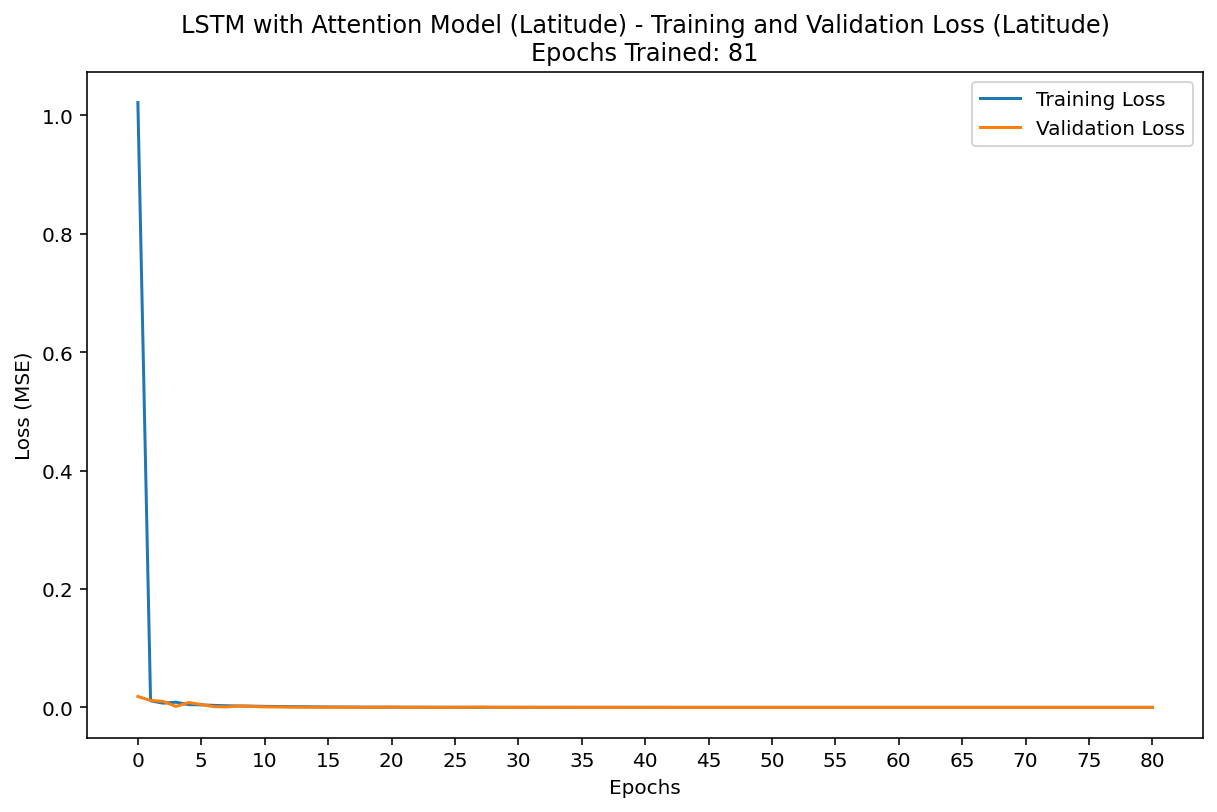 LSTM with Attention Model (Latitude) - Training and Validation Loss (Latitude)
Epochs Trained: 81
Training Loss
Validation Loss
Loss (MSE)
1.0
0.8
0.6
0.4
0.2
0.0
0 5 10 15 20 25 30 35 40 45 50 55 60 65 70 75 80
Epochs